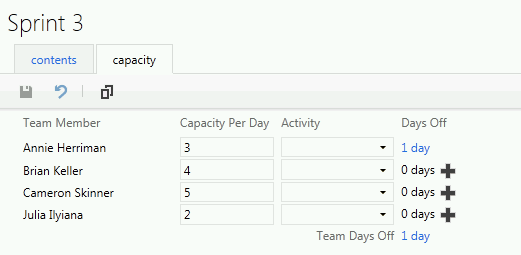 Sprint 3
contents capacity
Team Member Capacity Per Day Activity Days Off
Annie Herriman 3 1 day
Brian Keller 4 0 days
Cameron Skinner 5 0 days
Julia Ilyiana 2 0 days
Team Days Off 1 day